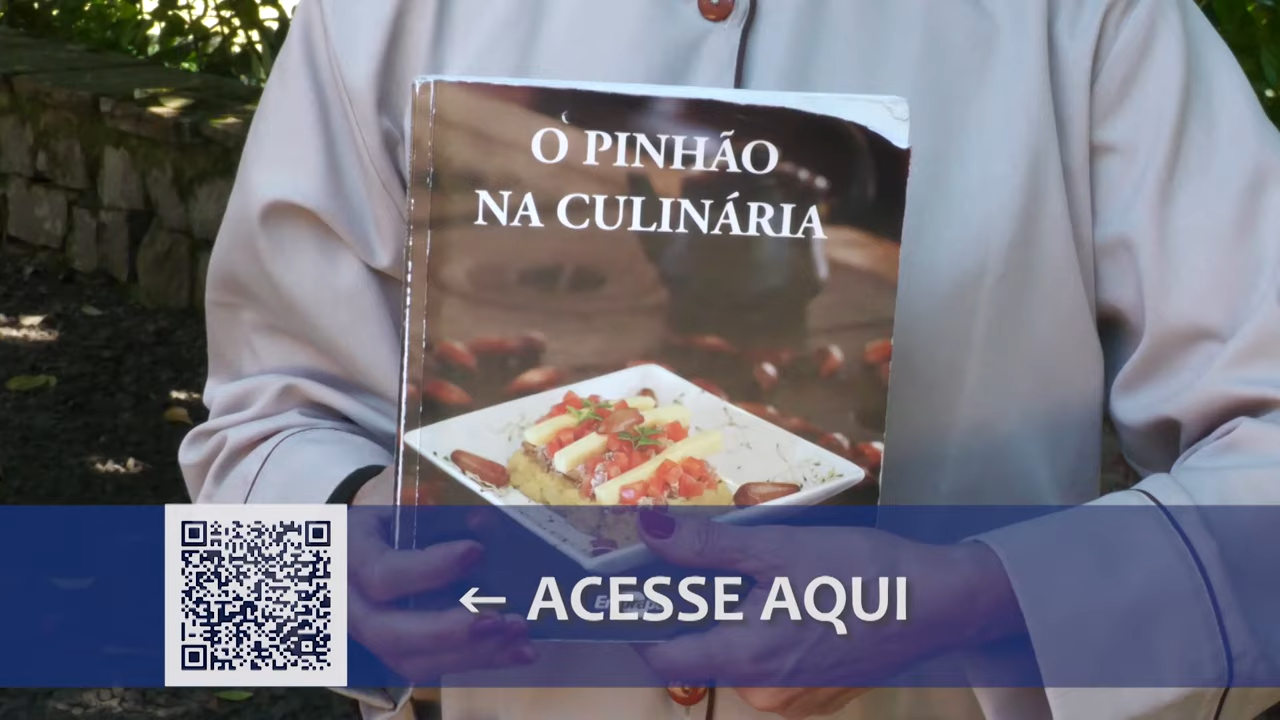 O PINHÃO
NA CULINÁRIA
← ACESSE AQUI